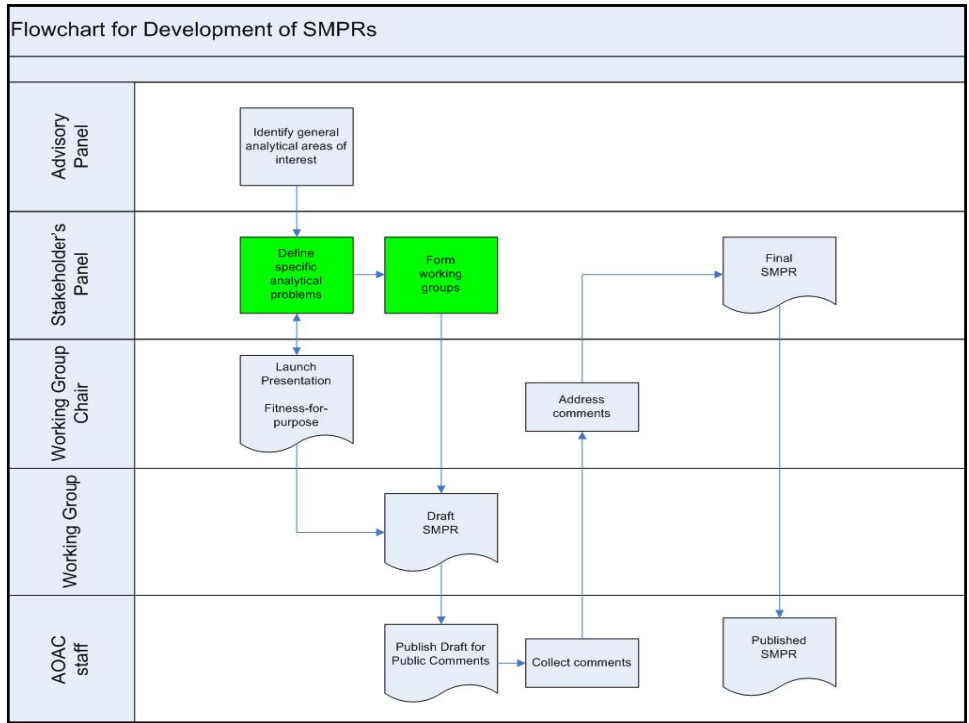 Flowchart for Development of SMPRs
Advisory
Panel
Identify general
analytical areas of
interest
Stakeholder's
Panel
Define
specific
analytical
problems
Form
working
groups
Final
SMPR
Working Group
Chair
Launch
Presentation
Fitness-for-
purpose
Address
comments
Working Group
Draft
SMPR
AOAC
staff
Publish Draft for
Public Comments
Collect comments
Published
SMPR